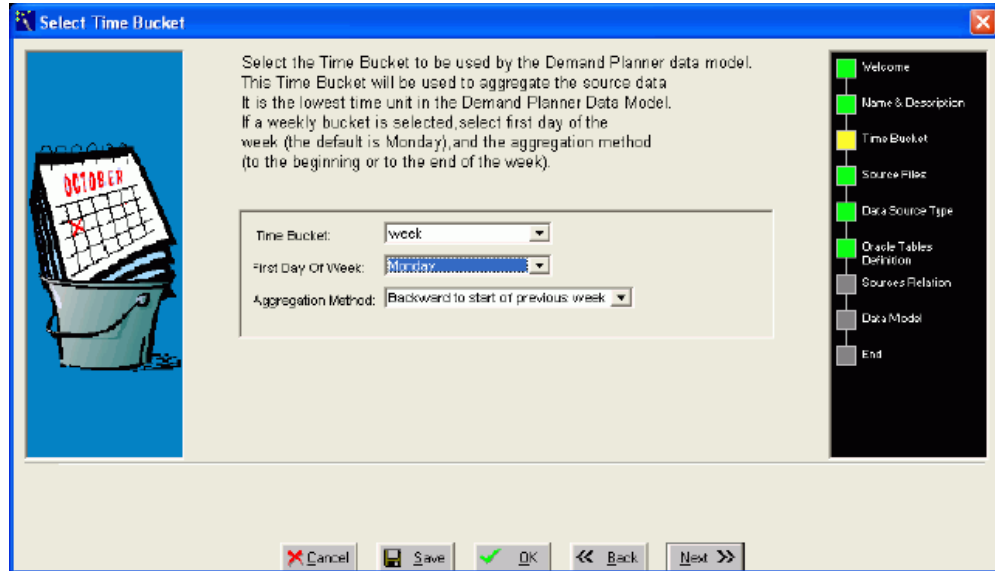 Select Time Bucket
Select the Time Bucket to be used by the Demand Planner data model.
This Time Bucket will be used to aggregate the source data
It is the lowest time unit in the Demand Planner Data Model.
If a weekly bucket is selected,select first day of the
week (the default is Monday),and the aggregation method
(to the beginning or to the end of the week).
OCTOBER
Time Bucket:
week
First Day Of Week:
Monday
Aggregation Method:
Backward to start of previous week
Welcome
Name & Description
Time Bucket
Source Files
Data Source Type
Oracle Tables
Definition
Sources Relation
Data Model
End
Cancel
Save
OK
Back
Next